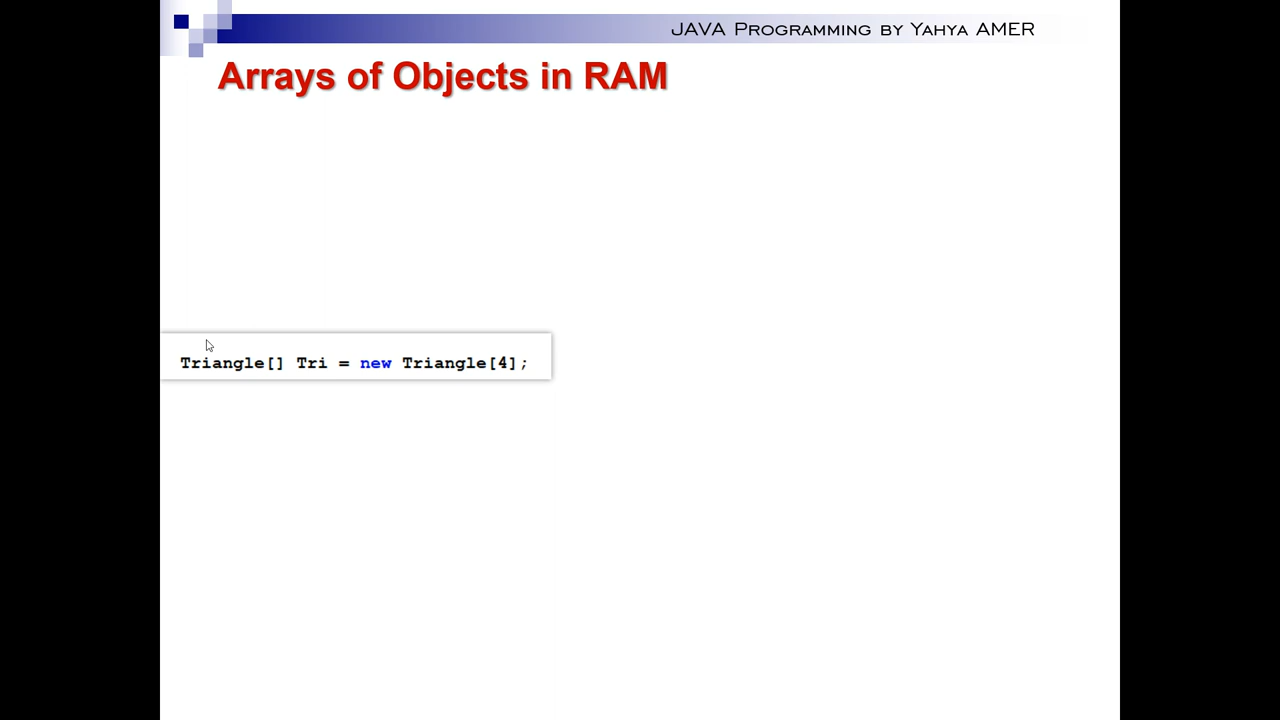 JAVA Programming by Yahya AMER
Arrays of Objects in RAM
Triangle[] Tri = new Triangle[4];